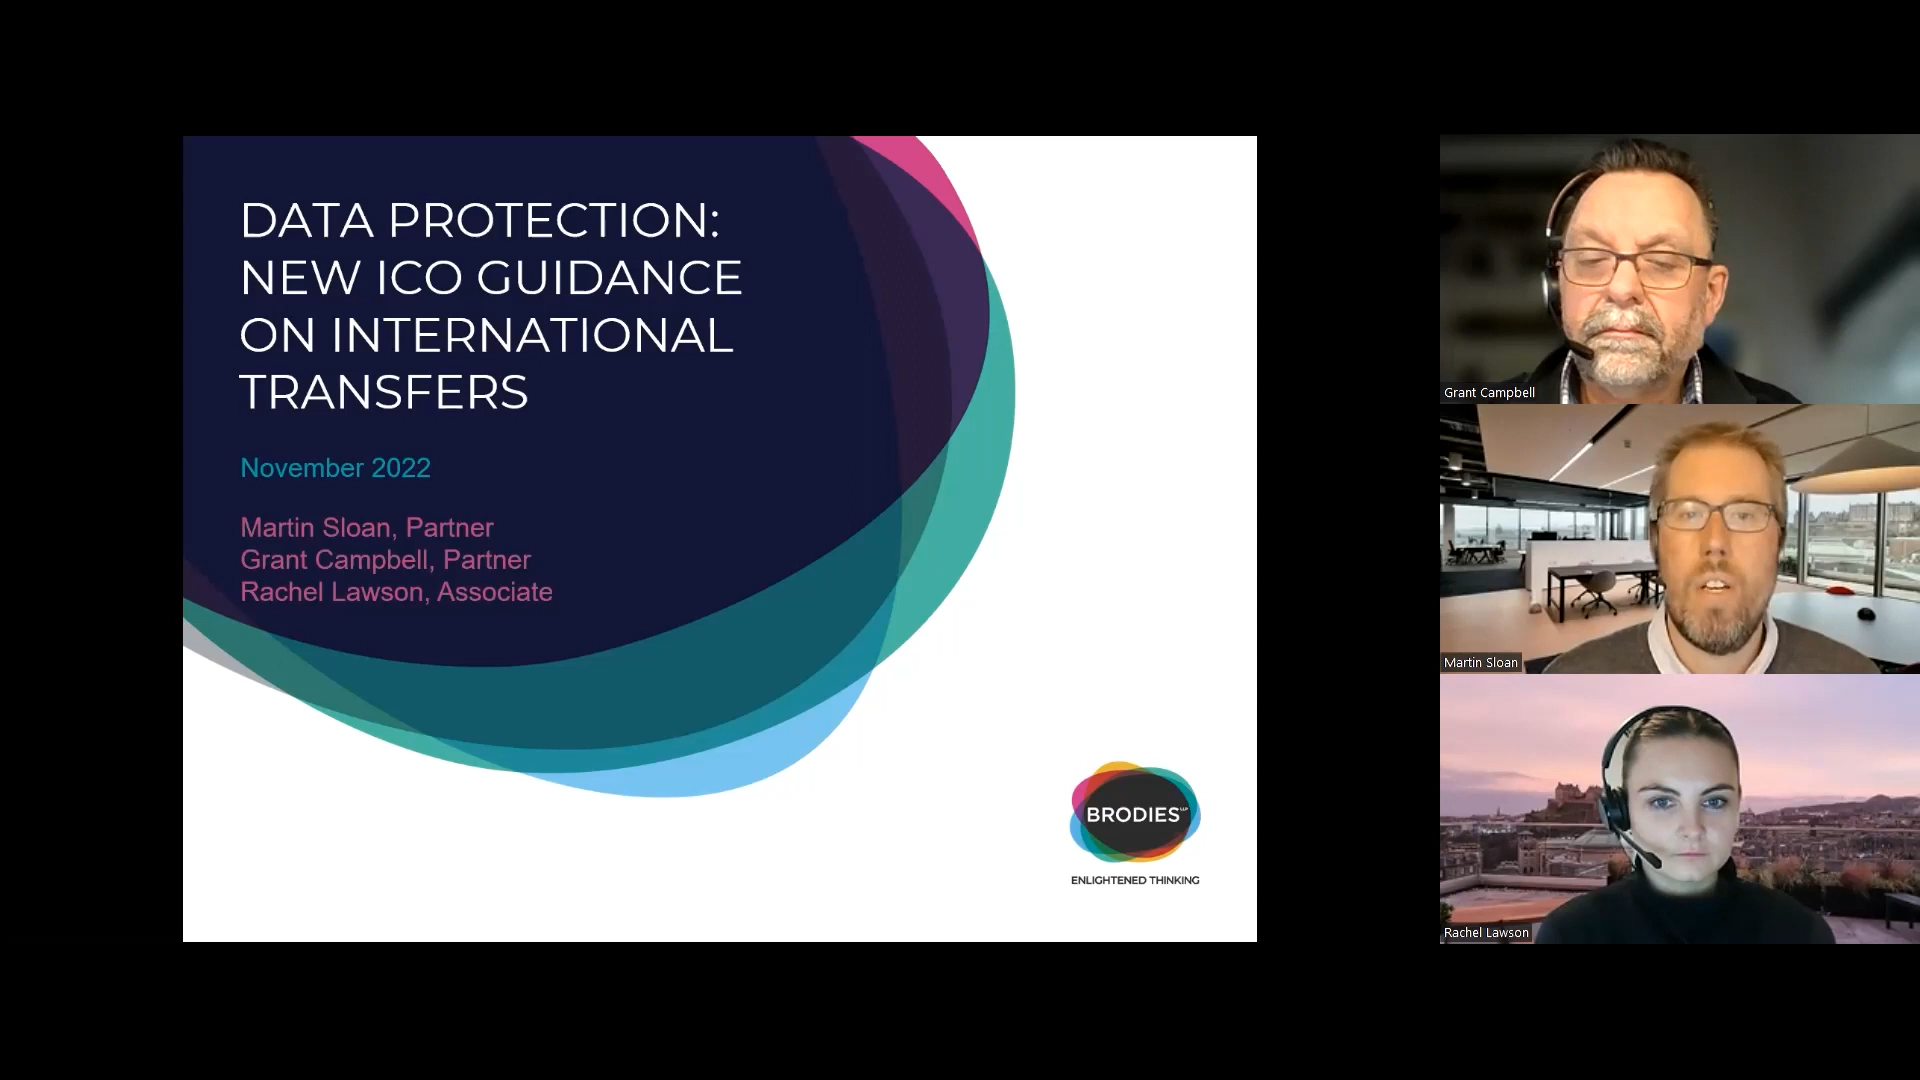 DATA PROTECTION:
NEW ICO GUIDANCE
ON INTERNATIONAL
TRANSFERS
November 2022
Martin Sloan, Partner
Grant Campbell, Partner
Rachel Lawson, Associate
BRODIES LLP
ENLIGHTENED THINKING
Grant Campbell
Martin Sloan
Rachel Lawson